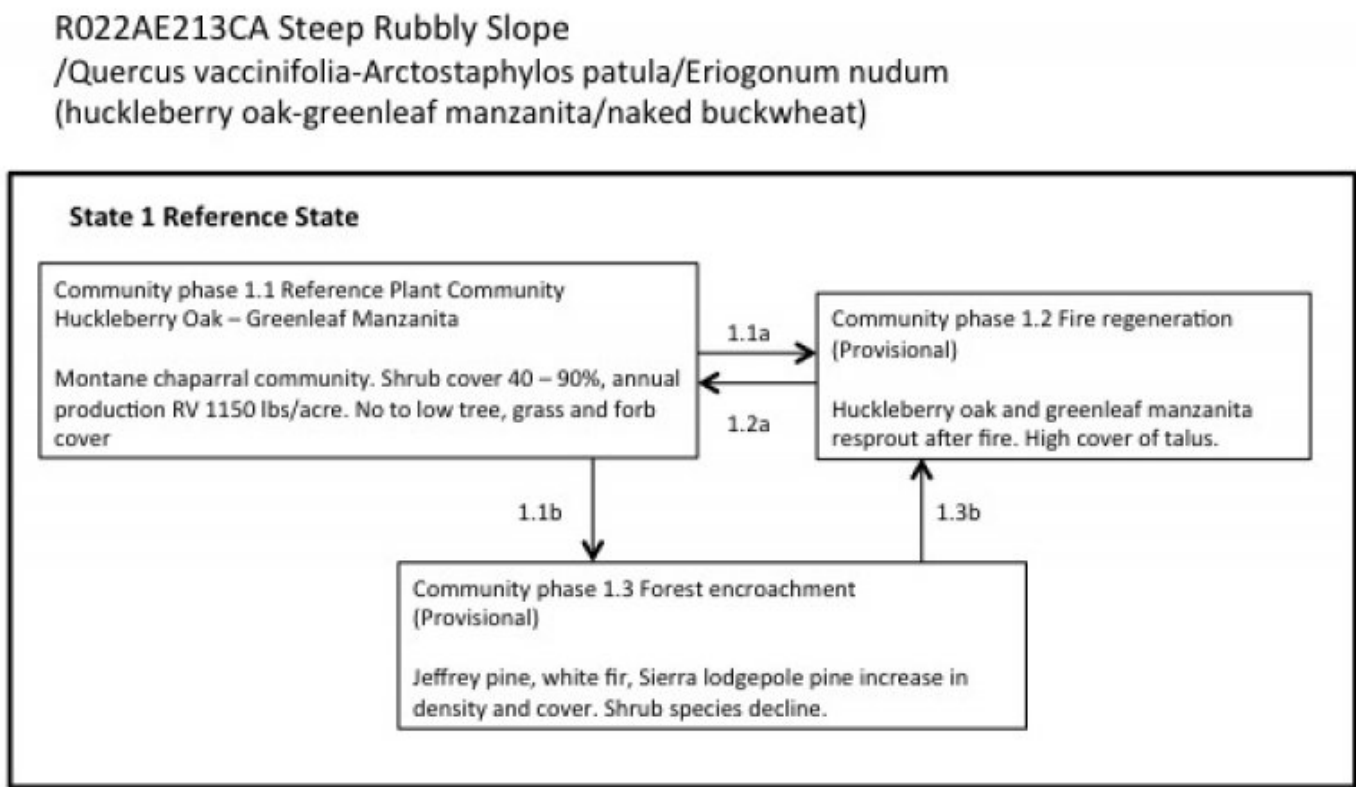 R022AE213CA Steep Rubbly Slope
/Quercus vaccinifolia-Arctostaphylos patula/Eriogonum nudum
(huckleberry oak-greenleaf manzanita/naked buckwheat)
State 1 Reference State
Community phase 1.1 Reference Plant Community
Huckleberry Oak – Greenleaf Manzanita
Montane chaparral community. Shrub cover 40 – 90%, annual
production RV 1150 lbs/acre. No to low tree, grass and forb
cover
1.1a
1.2a
Community phase 1.2 Fire regeneration
(Provisional)
Huckleberry oak and greenleaf manzanita
resprout after fire. High cover of talus.
1.1b
1.3b
Community phase 1.3 Forest encroachment
(Provisional)
Jeffrey pine, white fir, Sierra lodgepole pine increase in
density and cover. Shrub species decline.